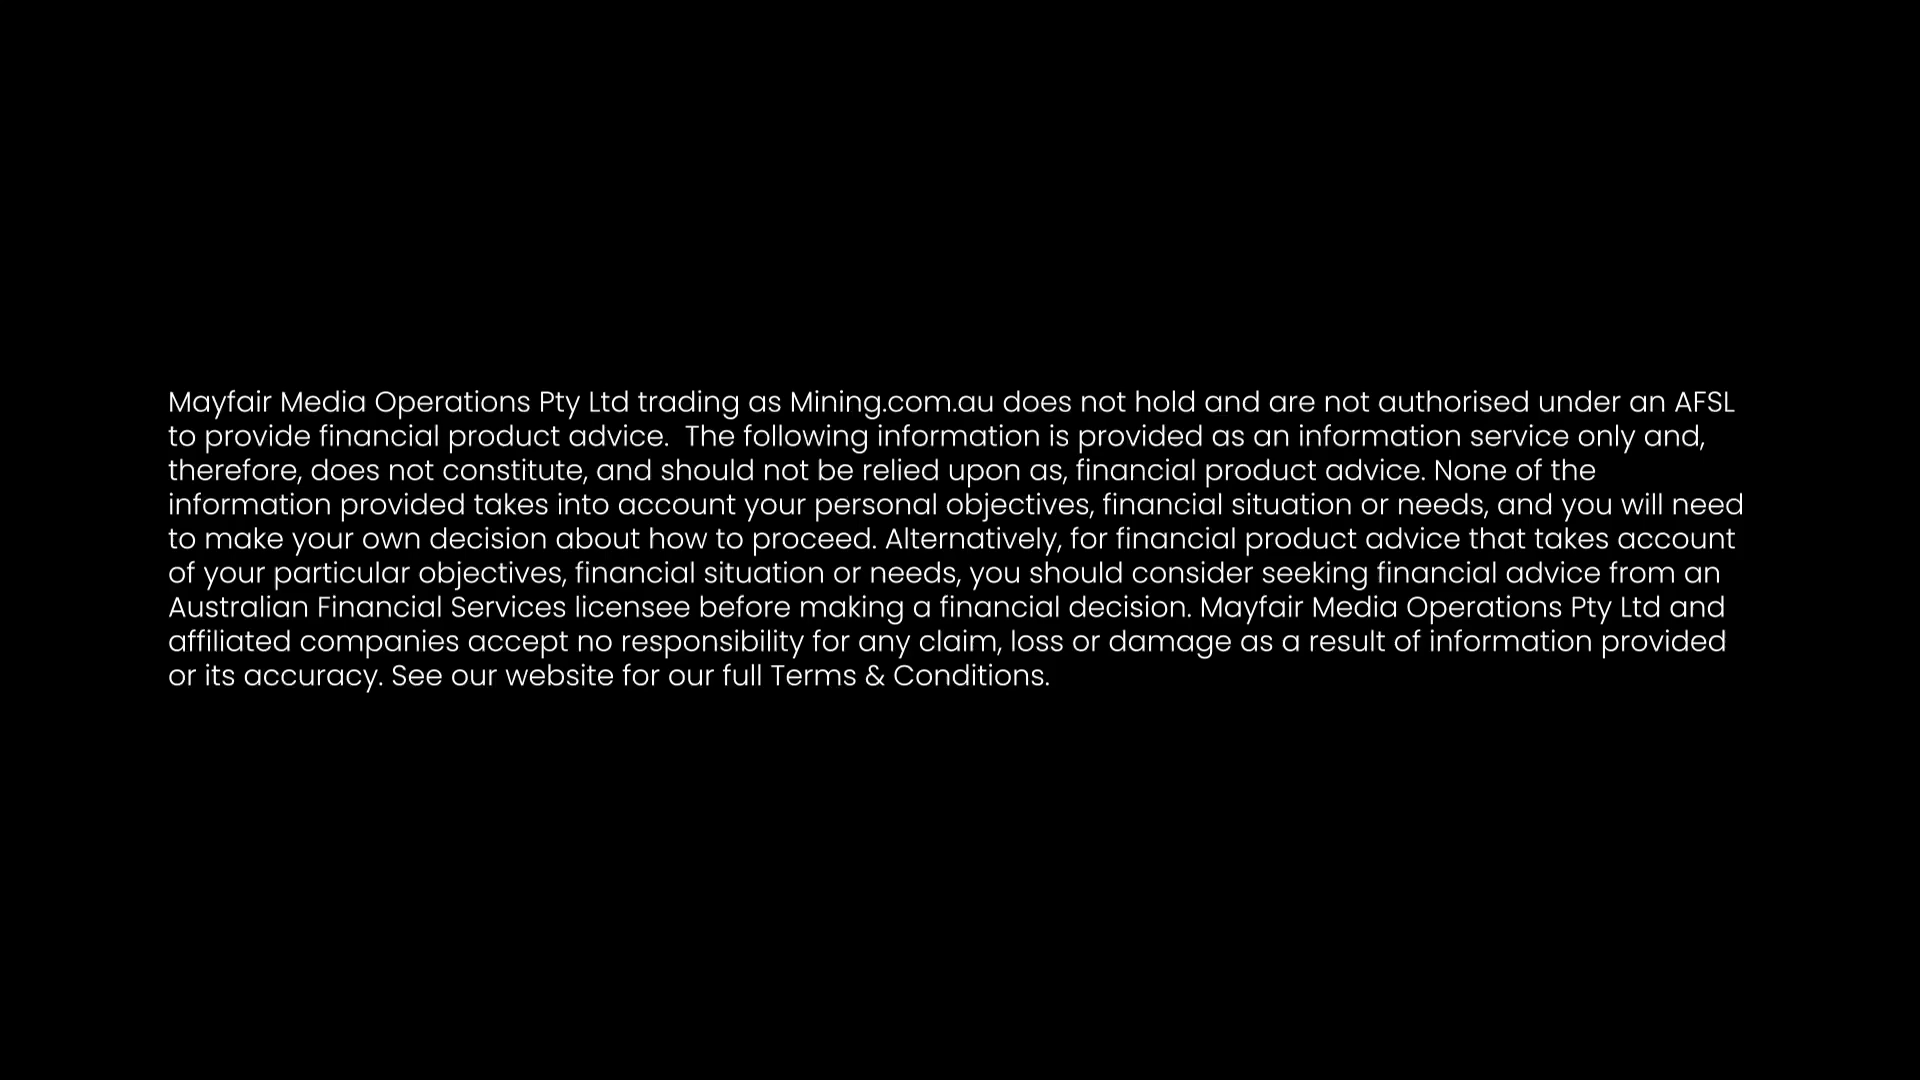 Mayfair Media Operations Pty Ltd trading as Mining.com.au does not hold and are not authorised under an AFSL
to provide financial product advice.  The following information is provided as an information service only and,
therefore, does not constitute, and should not be relied upon as, financial product advice. None of the
information provided takes into account your personal objectives, financial situation or needs, and you will need
to make your own decision about how to proceed. Alternatively, for financial product advice that takes account
of your particular objectives, financial situation or needs, you should consider seeking financial advice from an
Australian Financial Services licensee before making a financial decision. Mayfair Media Operations Pty Ltd and
affiliated companies accept no responsibility for any claim, loss or damage as a result of information provided
or its accuracy. See our website for our full Terms & Conditions.